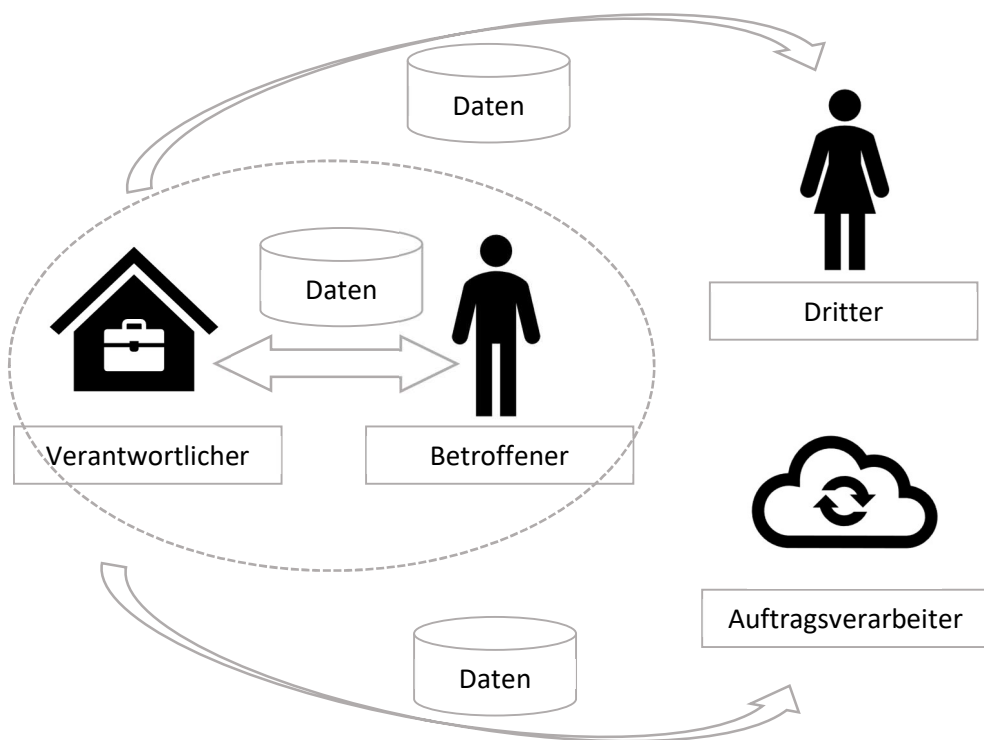 Daten
Daten
Dritter
Verantwortlicher
Betroffener
Auftragsverarbeiter
Daten